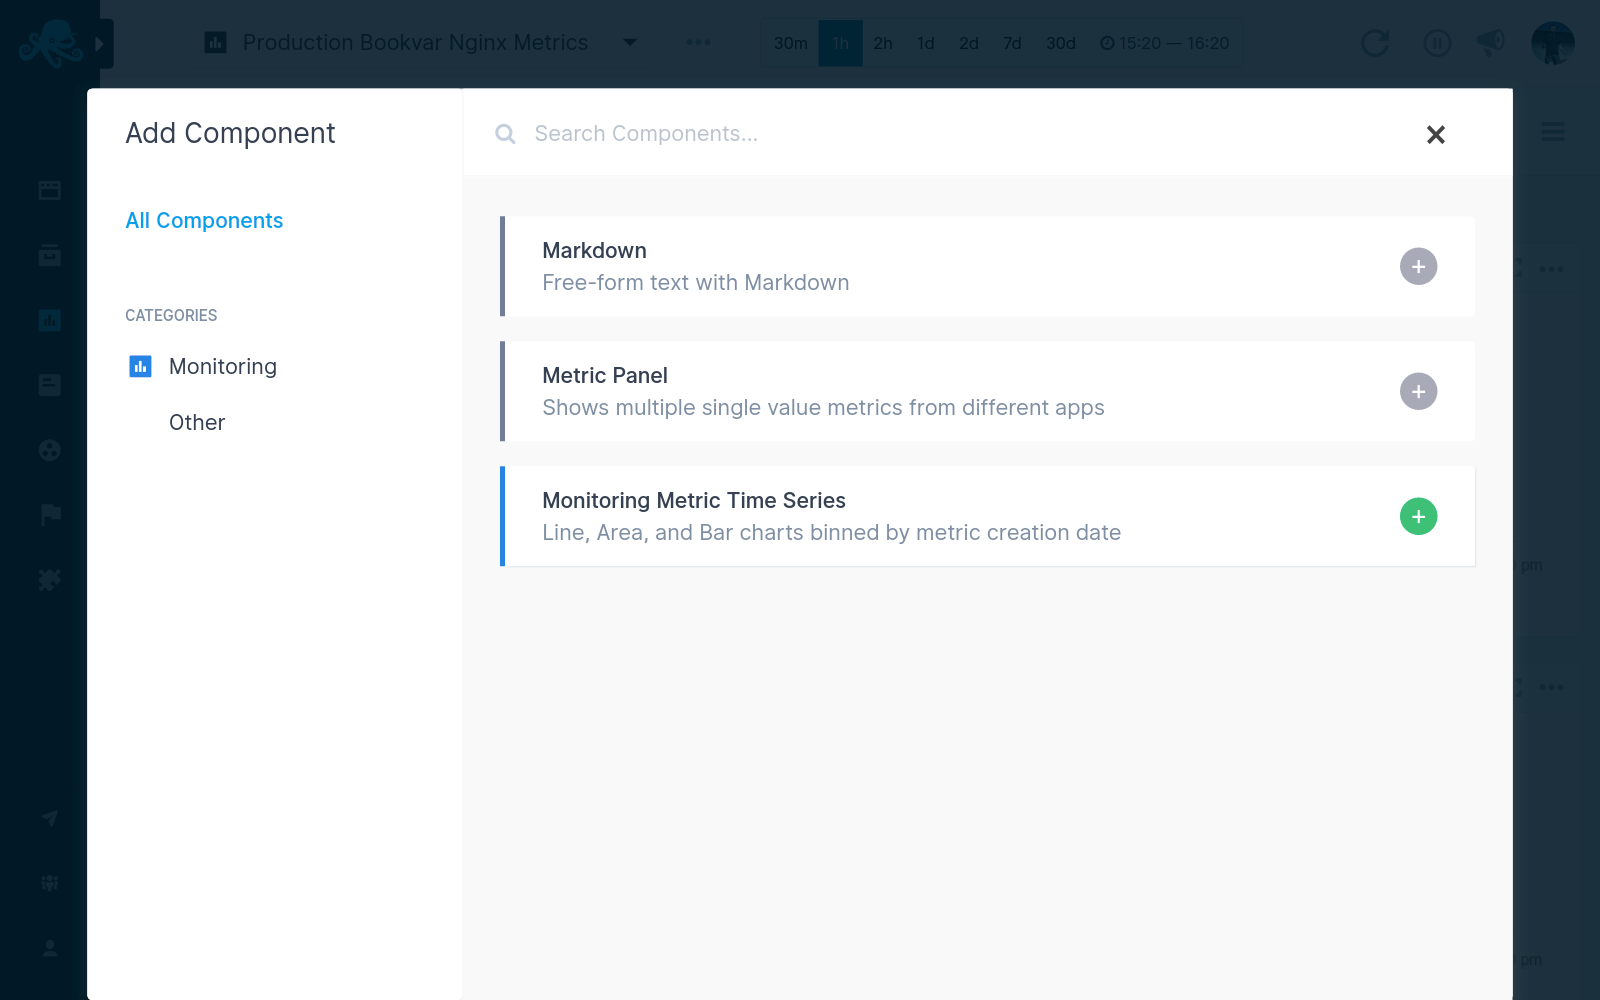 Production Bookvar Nginx Metrics
30m 1h 2h 1d 2d 7d 30d 15:20 — 16:20
Add Component
Search Components...
All Components
CATEGORIES
Monitoring
Other
Markdown
Free-form text with Markdown
Metric Panel
Shows multiple single value metrics from different apps
Monitoring Metric Time Series
Line, Area, and Bar charts binned by metric creation date
pm
pm